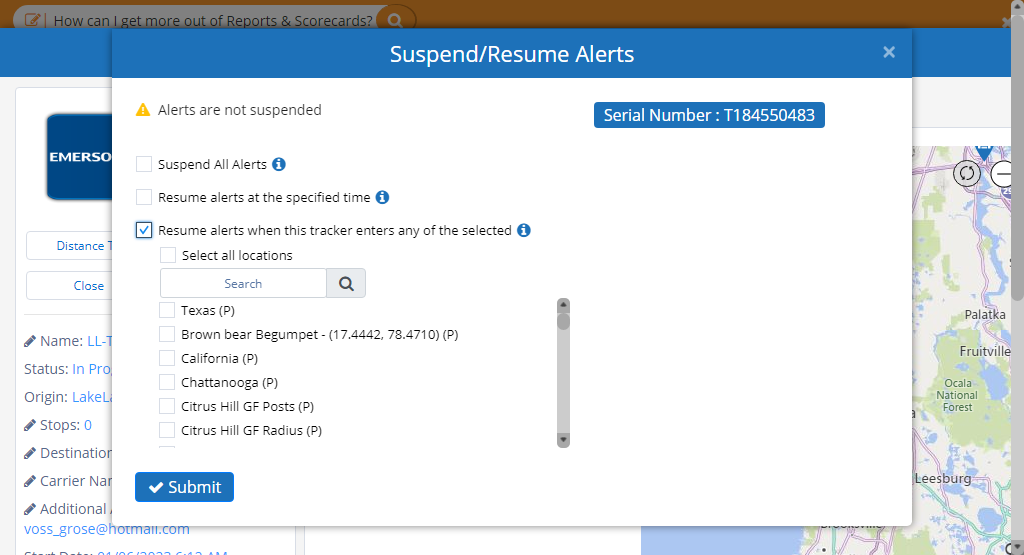 How can I get more out of Reports & Scorecards?
Suspend/Resume Alerts
Alerts are not suspended
Serial Number : T184550483
Suspend All Alerts
Resume alerts at the specified time
Resume alerts when this tracker enters any of the selected
Select all locations
Search
Texas (P)
Brown bear Begumpet - (17.4442, 78.4710) (P)
California (P)
Chattanooga (P)
Citrus Hill GF Posts (P)
Citrus Hill GF Radius (P)
Submit
EMERSO
Distance T
Close
Name: LL-T
Status: In Pro
Origin: LakeLa
Stops: 0
Destination
Carrier Nam
Additional A
voss_grose@hotmail.com
Start Date: 01/06/2023 6:12 AM
Palatka
Fruitville
Ocala
National
Forest
Leesburg
Brooksville